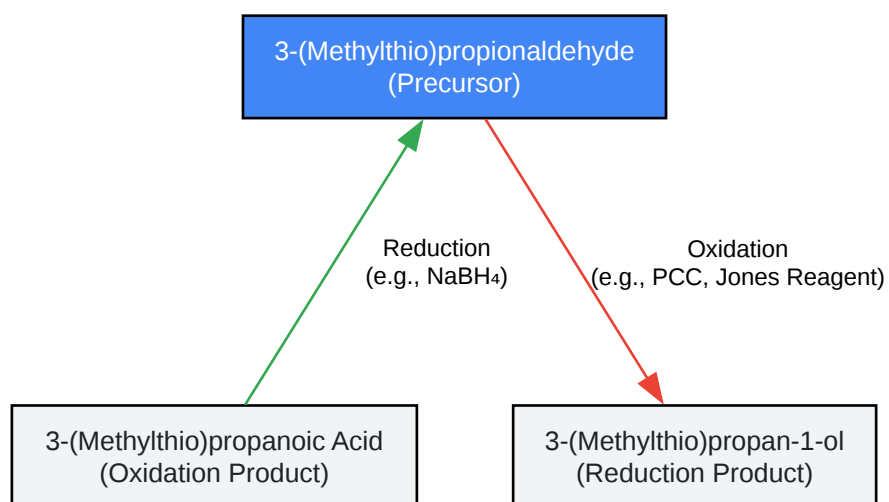 3-(Methylthio)propionaldehyde
(Precursor)
Reduction
(e.g., NaBH₄)
Oxidation
(e.g., PCC, Jones Reagent)
3-(Methylthio)propanoic Acid
(Oxidation Product)
3-(Methylthio)propan-1-ol
(Reduction Product)